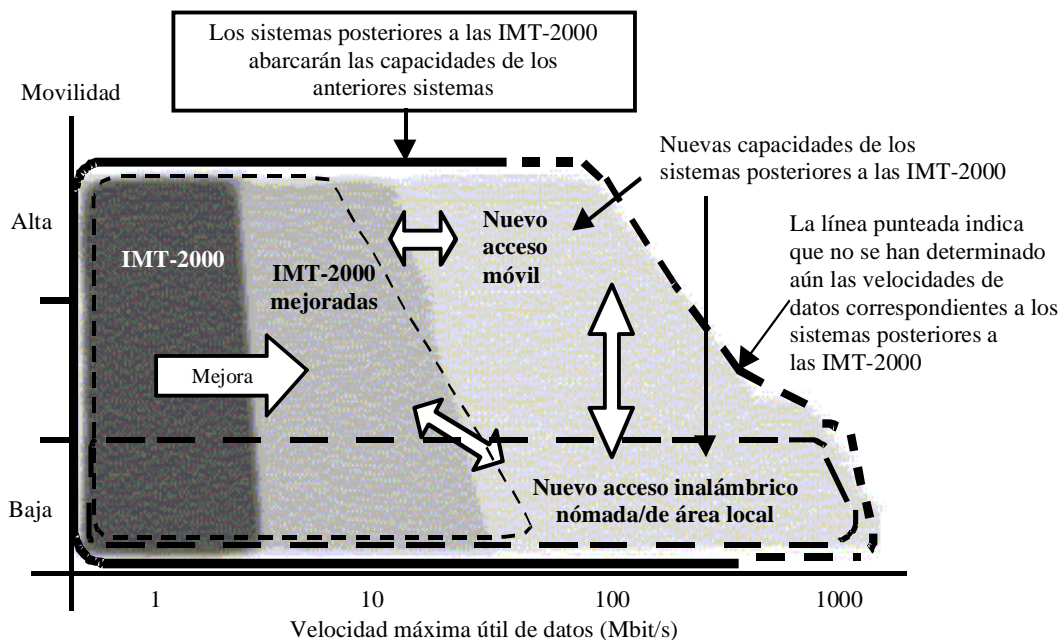 Los sistemas posteriores a las IMT-2000
abarcarán las capacidades de los
anteriores sistemas
Movilidad
Nuevas capacidades de los
sistemas posteriores a las IMT-2000
Alta
Nuevo
acceso
móvil
La línea punteada indica
que no se han determinado
aún las velocidades de
datos correspondientes a los
sistemas posteriores a
las IMT-2000
IMT-2000
IMT-2000
mejoradas
Mejora
Baja
Nuevo acceso inalámbrico
nómada/de área local
1 10 100 1000
Velocidad máxima útil de datos (Mbit/s)